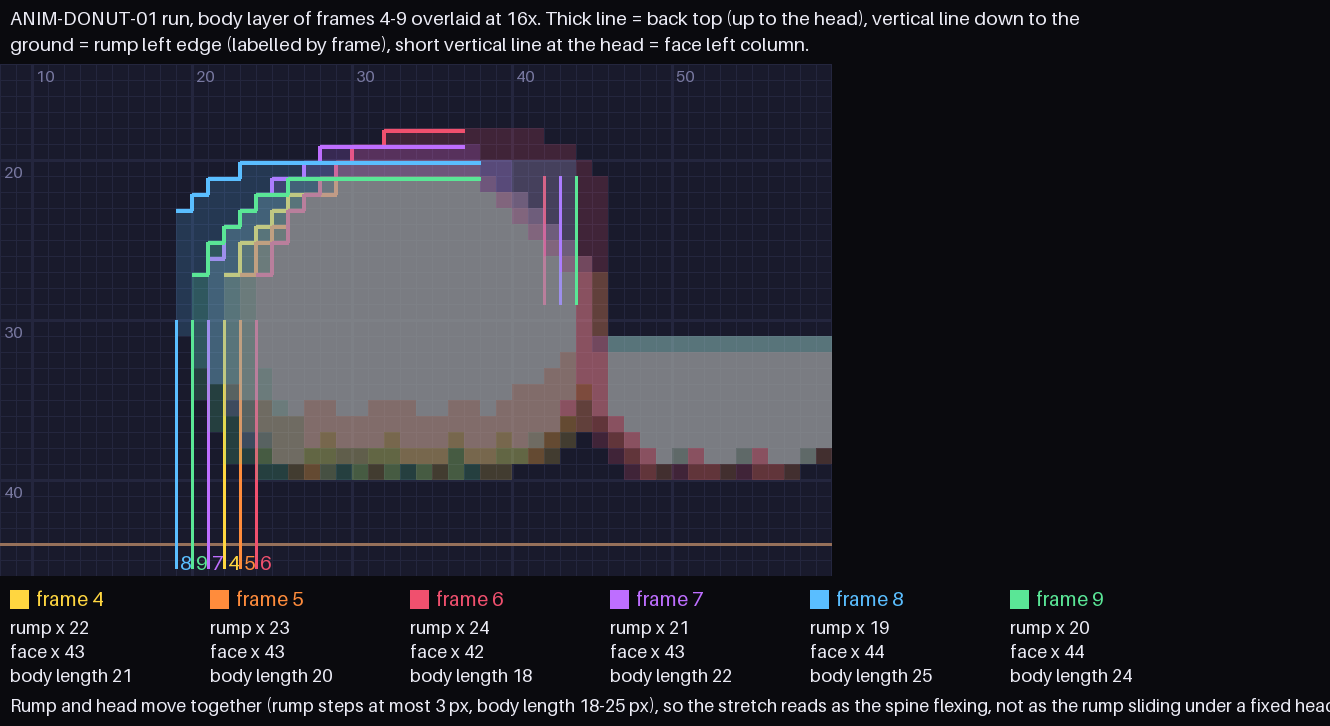 ANIM-DONUT-01 run, body layer of frames 4-9 overlaid at 16x. Thick line = back top (up to the head), vertical line down to the
ground = rump left edge (labelled by frame), short vertical line at the head = face left column.
10 20 30 40 50
20
30
40
8 9 7 4 5 6
frame 4 frame 5 frame 6 frame 7 frame 8 frame 9
rump x 22 rump x 23 rump x 24 rump x 21 rump x 19 rump x 20
face x 43 face x 43 face x 42 face x 43 face x 44 face x 44
body length 21 body length 20 body length 18 body length 22 body length 25 body length 24
Rump and head move together (rump steps at most 3 px, body length 18-25 px), so the stretch reads as the spine flexing, not as the rump sliding under a fixed head